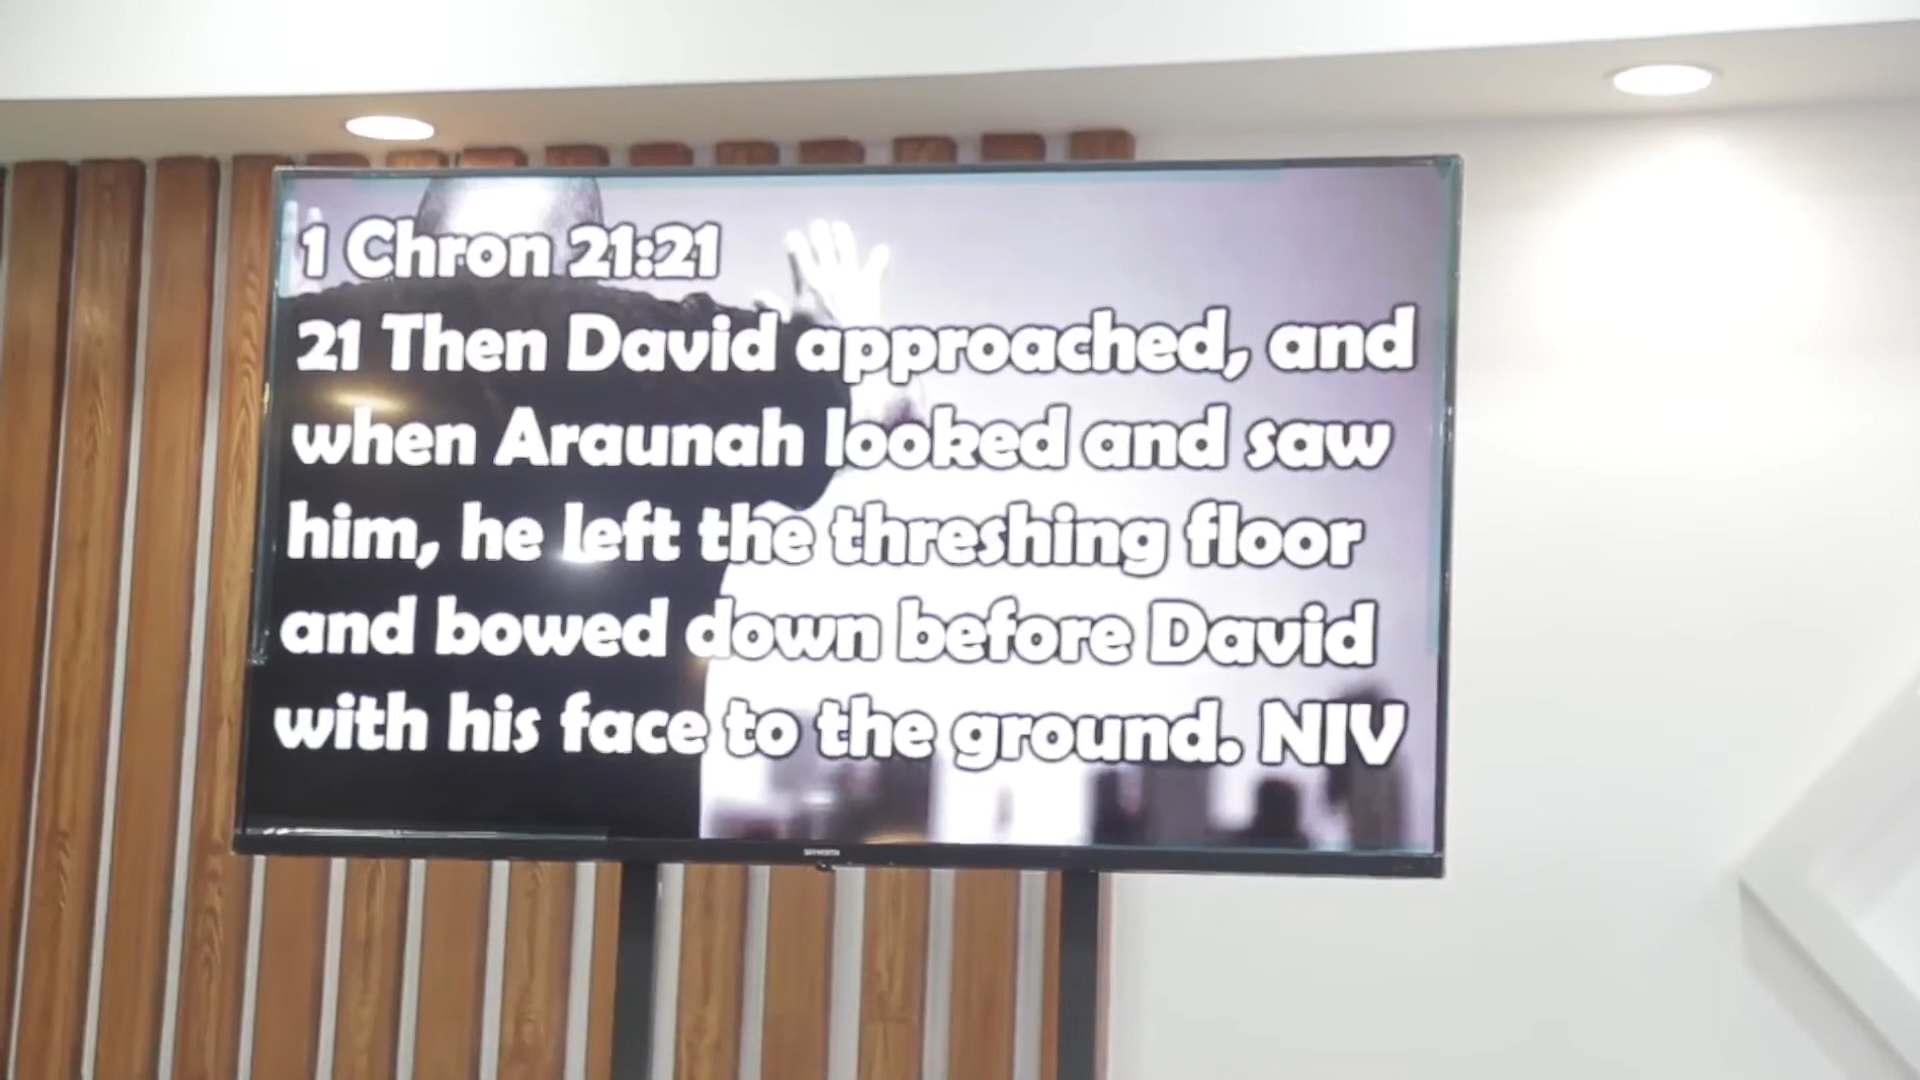 1 Chron 21:21
21 Then David approached, and
when Araunah looked and saw
him, he left the threshing floor
and bowed down before David
with his face to the ground. NIV
SKYWORTH